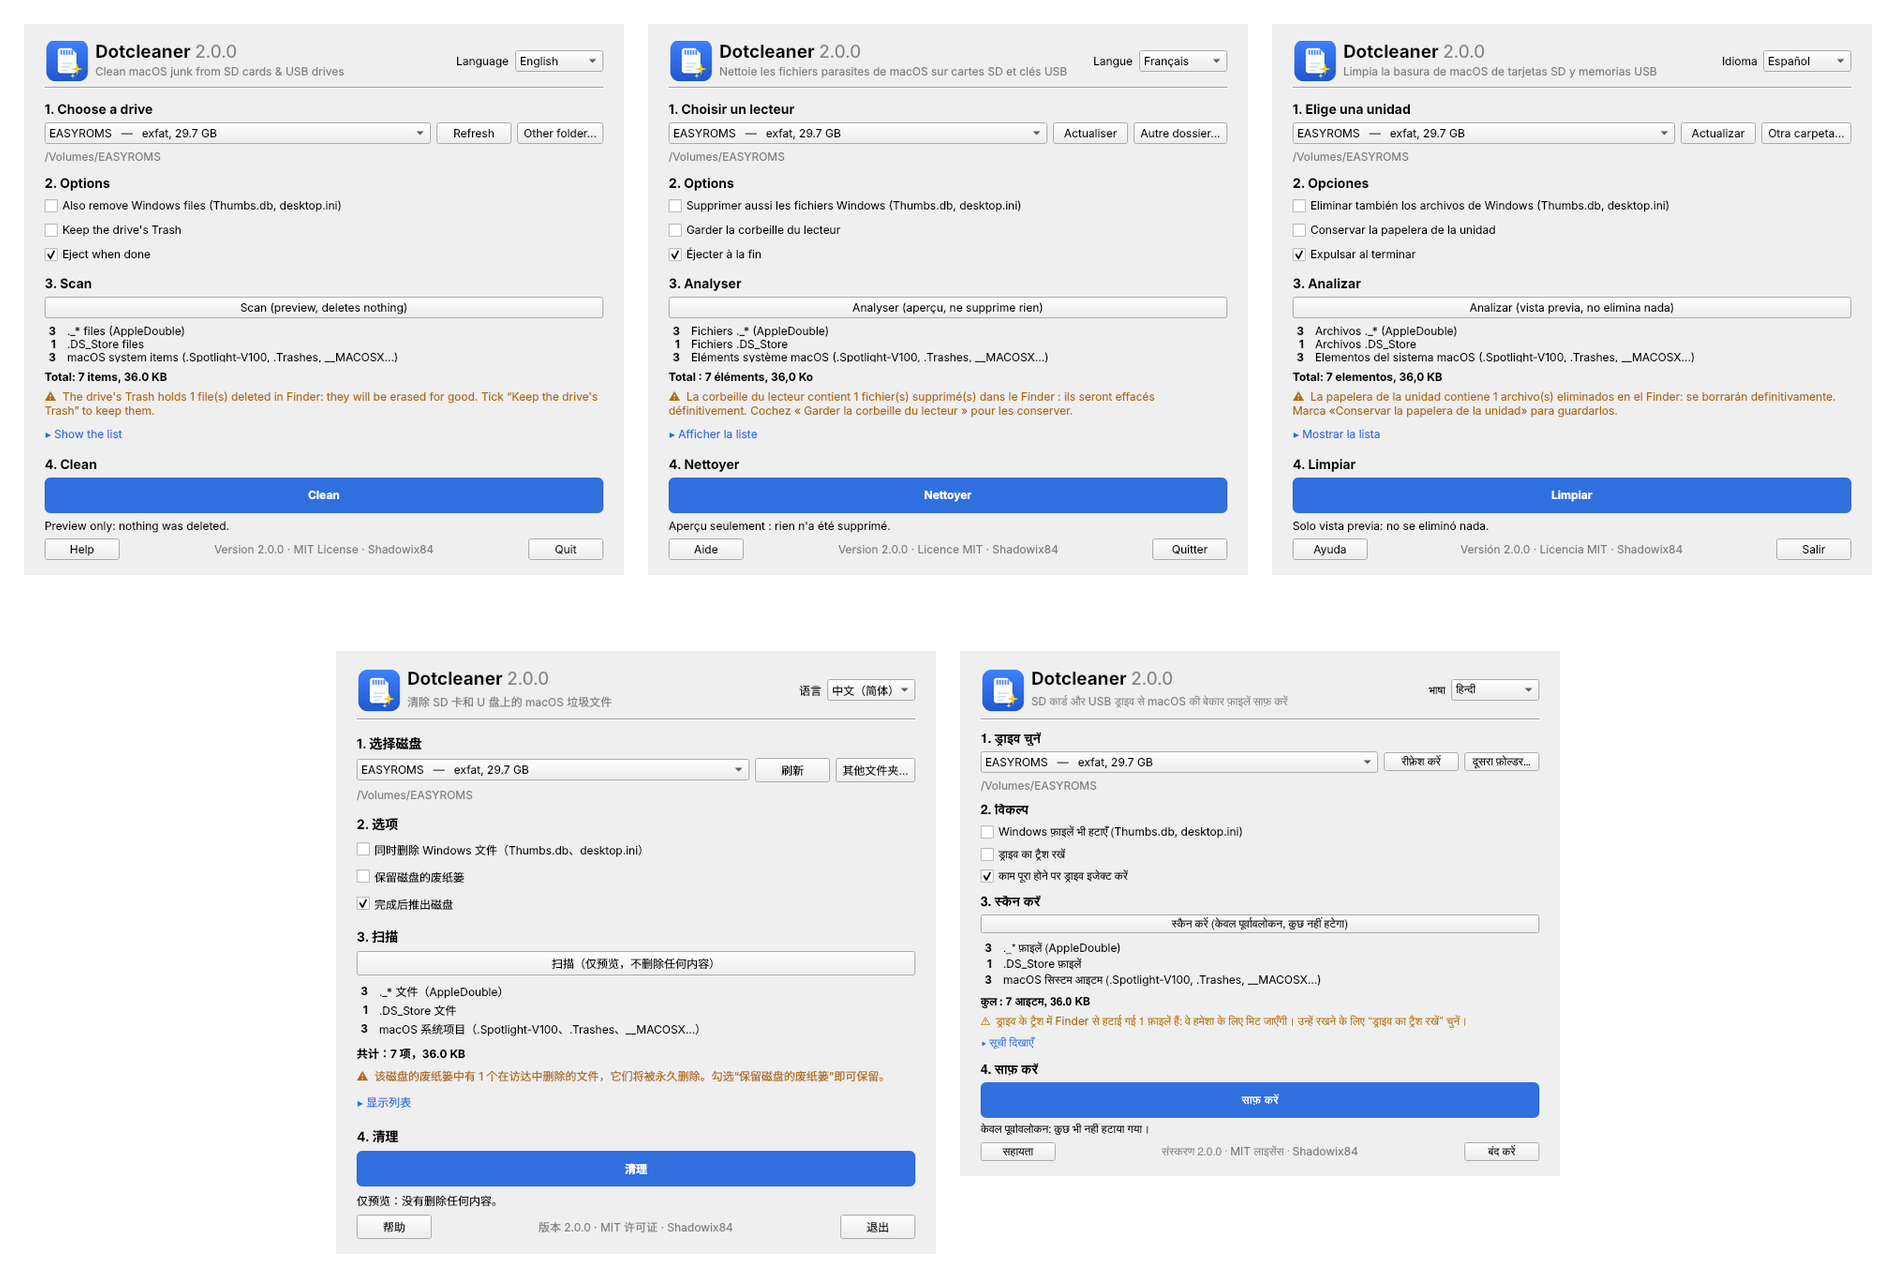 Dotcleaner 2.0.0
Clean macOS junk from SD cards & USB drives
Language English
1. Choose a drive
EASYROMS — exfat, 29.7 GB
Refresh
Other folder...
/Volumes/EASYROMS
2. Options
Also remove Windows files (Thumbs.db, desktop.ini)
Keep the drive's Trash
Eject when done
3. Scan
Scan (preview, deletes nothing)
3 ._* files (AppleDouble)
1 .DS_Store files
3 macOS system items (.Spotlight-V100, .Trashes, __MACOSX...)
Total: 7 items, 36.0 KB
⚠ The drive's Trash holds 1 file(s) deleted in Finder: they will be erased for good. Tick “Keep the drive's
Trash” to keep them.
▸ Show the list
4. Clean
Clean
Preview only: nothing was deleted.
Help
Version 2.0.0 · MIT License · Shadowix84
Quit
Dotcleaner 2.0.0
Nettoie les fichiers parasites de macOS sur cartes SD et clés USB
Langue Français
1. Choisir un lecteur
EASYROMS — exfat, 29.7 GB
Actualiser
Autre dossier...
/Volumes/EASYROMS
2. Options
Supprimer aussi les fichiers Windows (Thumbs.db, desktop.ini)
Garder la corbeille du lecteur
Éjecter à la fin
3. Analyser
Analyser (aperçu, ne supprime rien)
3 Fichiers ._* (AppleDouble)
1 Fichiers .DS_Store
3 Eléments système macOS (.Spotlight-V100, .Trashes, __MACOSX...)
Total : 7 éléments, 36,0 Ko
⚠ La corbeille du lecteur contient 1 fichier(s) supprimé(s) dans le Finder : ils seront effacés
définitivement. Cochez « Garder la corbeille du lecteur » pour les conserver.
▸ Afficher la liste
4. Nettoyer
Nettoyer
Aperçu seulement : rien n'a été supprimé.
Aide
Version 2.0.0 · Licence MIT · Shadowix84
Quitter
Dotcleaner 2.0.0
Limpia la basura de macOS de tarjetas SD y memorias USB
Idioma Español
1. Elige una unidad
EASYROMS — exfat, 29.7 GB
Actualizar
Otra carpeta...
/Volumes/EASYROMS
2. Opciones
Eliminar también los archivos de Windows (Thumbs.db, desktop.ini)
Conservar la papelera de la unidad
Expulsar al terminar
3. Analizar
Analizar (vista previa, no elimina nada)
3 Archivos ._* (AppleDouble)
1 Archivos .DS_Store
3 Elementos del sistema macOS (.Spotlight-V100, .Trashes, __MACOSX...)
Total: 7 elementos, 36,0 KB
⚠ La papelera de la unidad contiene 1 archivo(s) eliminados en el Finder: se borrarán definitivamente.
Marca «Conservar la papelera de la unidad» para guardarlos.
▸ Mostrar la lista
4. Limpiar
Limpiar
Solo vista previa: no se eliminó nada.
Ayuda
Versión 2.0.0 · Licencia MIT · Shadowix84
Salir
Dotcleaner 2.0.0
清除 SD 卡和 U 盘上的 macOS 垃圾文件
语言 中文（简体）
1. 选择磁盘
EASYROMS — exfat, 29.7 GB
刷新
其他文件夹...
/Volumes/EASYROMS
2. 选项
同时删除 Windows 文件（Thumbs.db、desktop.ini）
保留磁盘的废纸篓
完成后推出磁盘
3. 扫描
扫描（仅预览，不删除任何内容）
3 ._* 文件（AppleDouble）
1 .DS_Store 文件
3 macOS 系统项目（.Spotlight-V100、.Trashes、__MACOSX...）
共计：7 项，36.0 KB
⚠ 该磁盘的废纸篓中有 1 个在访达中删除的文件，它们将被永久删除。勾选“保留磁盘的废纸篓”即可保留。
▸ 显示列表
4. 清理
清理
仅预览：没有删除任何内容。
帮助
版本 2.0.0 · MIT 许可证 · Shadowix84
退出
Dotcleaner 2.0.0
SD कार्ड और USB ड्राइव से macOS की बेकार फ़ाइलें साफ़ करें
भाषा हिन्दी
1. ड्राइव चुनें
EASYROMS — exfat, 29.7 GB
रीफ़्रेश करें
दूसरा फ़ोल्डर...
/Volumes/EASYROMS
2. विकल्प
Windows फ़ाइलें भी हटाएँ (Thumbs.db, desktop.ini)
ड्राइव का ट्रैश रखें
काम पूरा होने पर ड्राइव इजेक्ट करें
3. स्कैन करें
स्कैन करें (केवल पूर्वावलोकन, कुछ नहीं हटेगा)
3 ._* फ़ाइलें (AppleDouble)
1 .DS_Store फ़ाइलें
3 macOS सिस्टम आइटम (.Spotlight-V100, .Trashes, __MACOSX...)
कुल : 7 आइटम, 36.0 KB
⚠ ड्राइव के ट्रैश में Finder से हटाई गई 1 फ़ाइलें हैं: वे हमेशा के लिए मिट जाएँगी। उन्हें रखने के लिए “ड्राइव का ट्रैश रखें” चुनें।
▸ सूची दिखाएँ
4. साफ़ करें
साफ़ करें
केवल पूर्वावलोकन: कुछ भी नहीं हटाया गया।
सहायता
संस्करण 2.0.0 · MIT लाइसेंस · Shadowix84
बंद करें